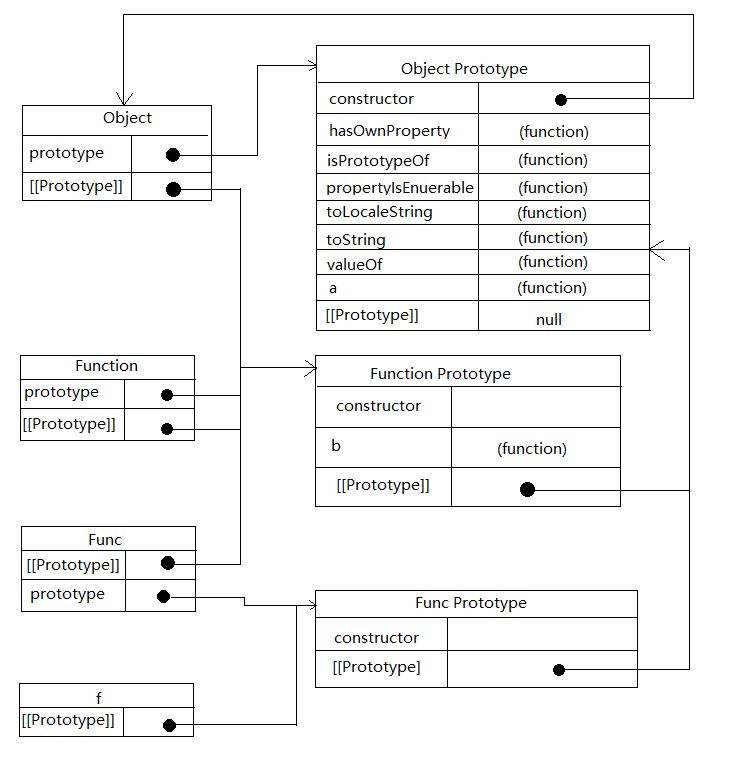 Object Prototype
constructor
hasOwnProperty (function)
isPrototypeOf (function)
propertyIsEnuerable (function)
toLocaleString (function)
toString (function)
valueOf (function)
a (function)
[[Prototype]] null
Object
prototype
[[Prototype]]
Function
prototype
[[Prototype]]
Function Prototype
constructor
b (function)
[[Prototype]]
Func
[[Prototype]]
prototype
Func Prototype
constructor
[[Prototype]
f
[[Prototype]]